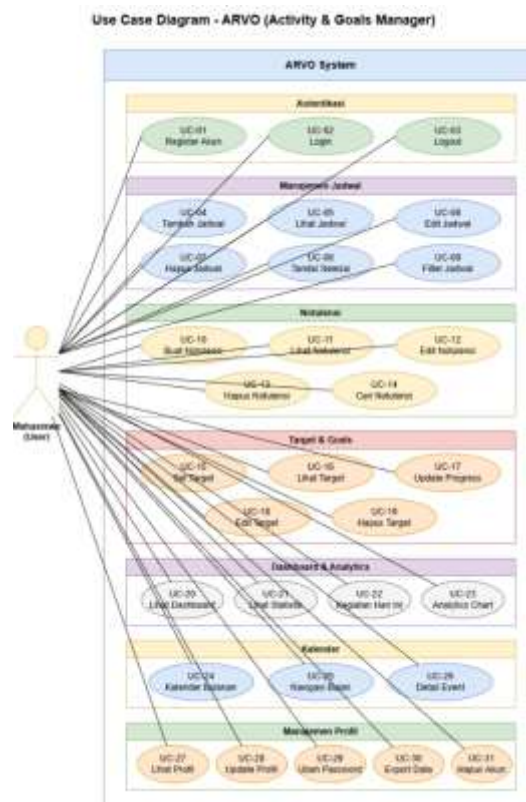 Use Case Diagram - ARVO (Activity & Goals Manager)
ARVO System
Autentikasi
UC-01
Register Akun
UC-02
Login
UC-03
Logout
Manajemen Jadwal
UC-04
Tambah Jadwal
UC-05
Lihat Jadwal
UC-06
Edit Jadwal
UC-07
Hapus Jadwal
UC-08
Tandai Selesai
UC-09
Filter Jadwal
Mahasiswa
(User)
Notulensi
UC-10
Buat Notulensi
UC-11
Lihat Notulensi
UC-12
Edit Notulensi
UC-13
Hapus Notulensi
UC-14
Cari Notulensi
Target & Goals
UC-15
Set Target
UC-16
Lihat Target
UC-17
Update Progress
UC-18
Edit Target
UC-19
Hapus Target
Dashboard & Analytics
UC-20
Lihat Dashboard
UC-21
Lihat Statistik
UC-22
Kegiatan Hari Ini
UC-23
Analytics Chart
Kalender
UC-24
Kalender Bulanan
UC-25
Navigasi Bulan
UC-26
Detail Event
Manajemen Profil
UC-27
Lihat Profil
UC-28
Update Profil
UC-29
Ubah Password
UC-30
Export Data
UC-31
Hapus Akun